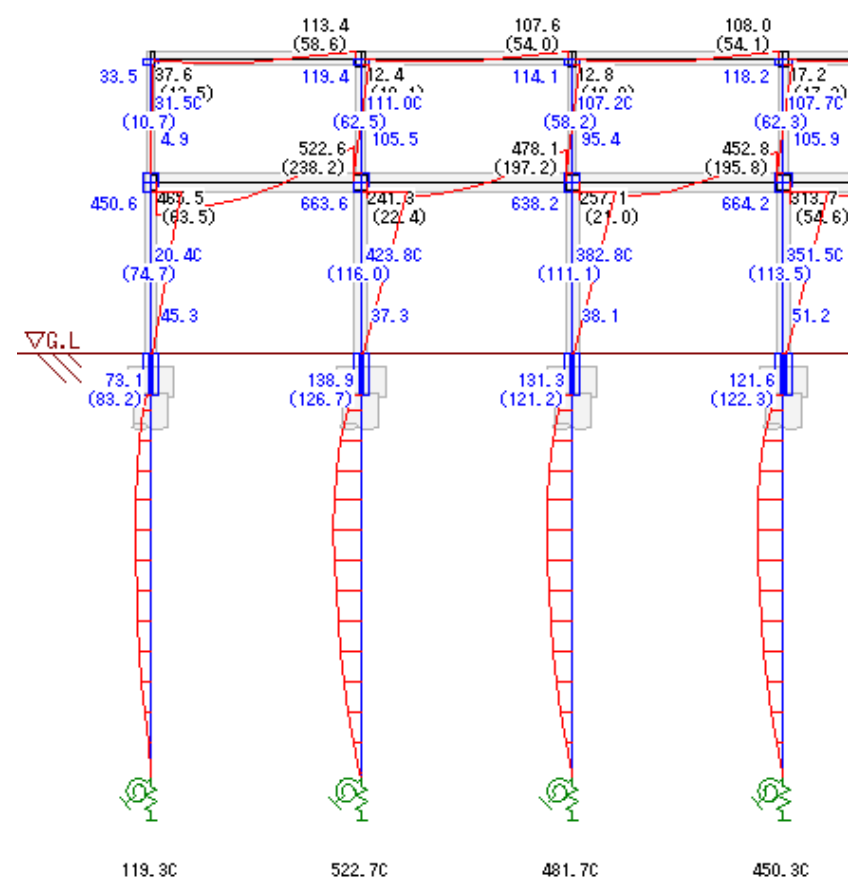 113.4 107.6 108.0
(58.6) (54.0) (54.1)
33.5 37.6 119.4 12.4 114.1 12.8 118.2 17.2
31.5C 111.0C 107.2C 107.7C
(10.7) (62.5) (58.2) (62.3)
4.9 105.5 95.4 105.9
522.6 478.1 452.8
(238.2) (197.2) (195.8)
450.6 465.5 663.6 241.3 638.2 257.1 664.2 313.7
(63.5) (22.4) (21.0) (54.6)
20.4C 423.8C 382.8C 351.5C
(74.7) (116.0) (111.1) (113.5)
45.3 37.3 38.1 51.2
▽G.L
73.1 138.9 131.3 121.6
(83.2) (126.7) (121.2) (122.3)
1 1 1 1
119.3C 522.7C 481.7C 450.3C